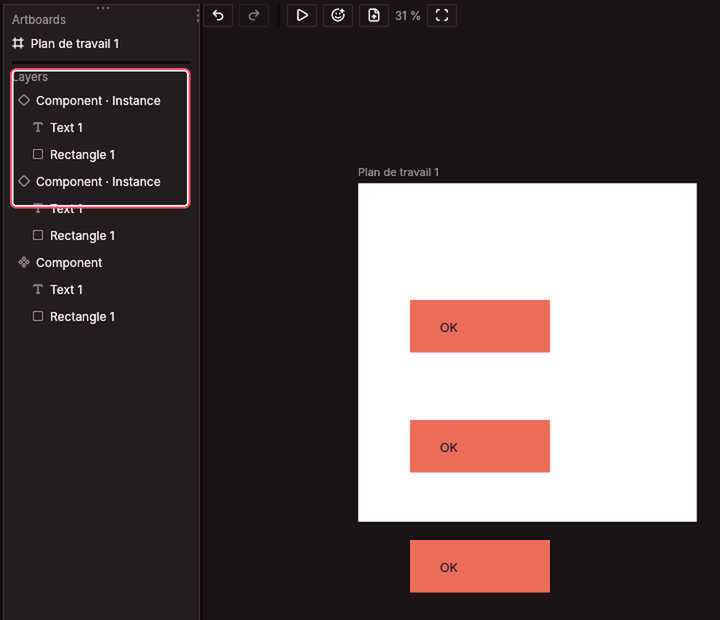 Artboards
Plan de travail 1
Layers
Component · Instance
Text 1
Rectangle 1
Component · Instance
Text 1
Rectangle 1
Component
Text 1
Rectangle 1
31 %
Plan de travail 1
OK
OK
OK